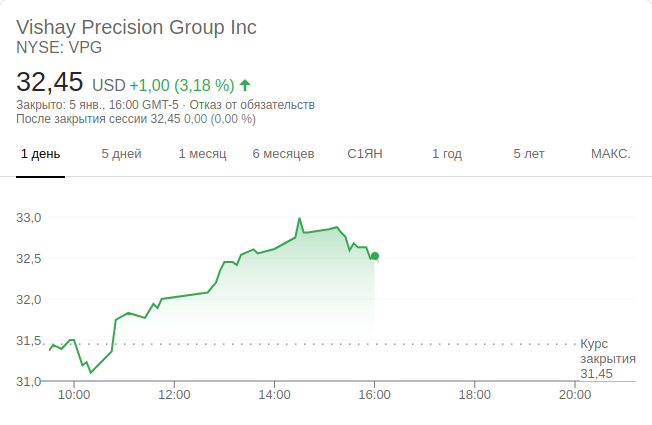 Vishay Precision Group Inc
NYSE: VPG
32,45 USD +1,00 (3,18 %)
Закрыто: 5 янв., 16:00 GMT-5 · Отказ от обязательств
После закрытия сессии 32,45 0,00 (0,00 %)
1 день 5 дней 1 месяц 6 месяцев С1ЯН 1 год 5 лет МАКС.
33,0
32,5
32,0
31,5
31,0
Курс
закрытия
31,45
10:00 12:00 14:00 16:00 18:00 20:00